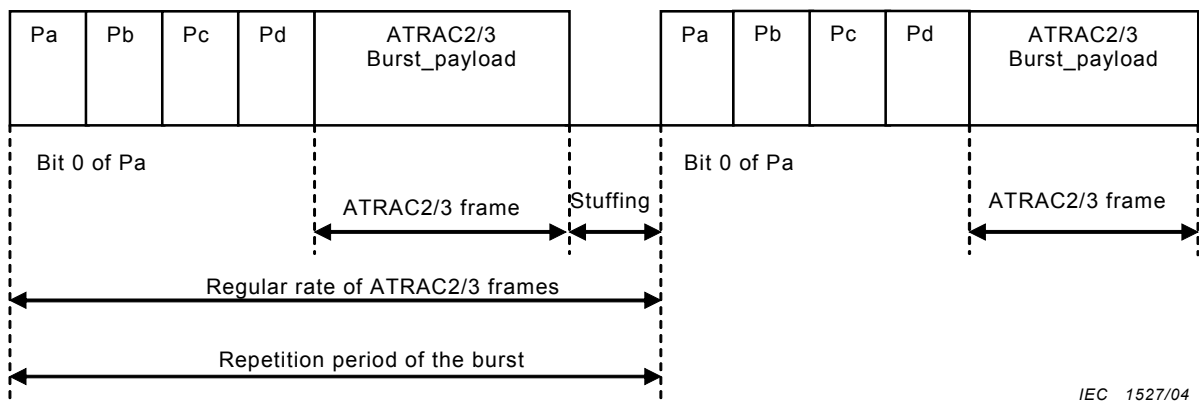 Pa Pb Pc Pd ATRAC2/3 Pa Pb Pc Pd ATRAC2/3
Burst_payload Burst_payload
Bit 0 of Pa Bit 0 of Pa
ATRAC2/3 frame Stuffing ATRAC2/3 frame
Regular rate of ATRAC2/3 frames
Repetition period of the burst
IEC 1527/04